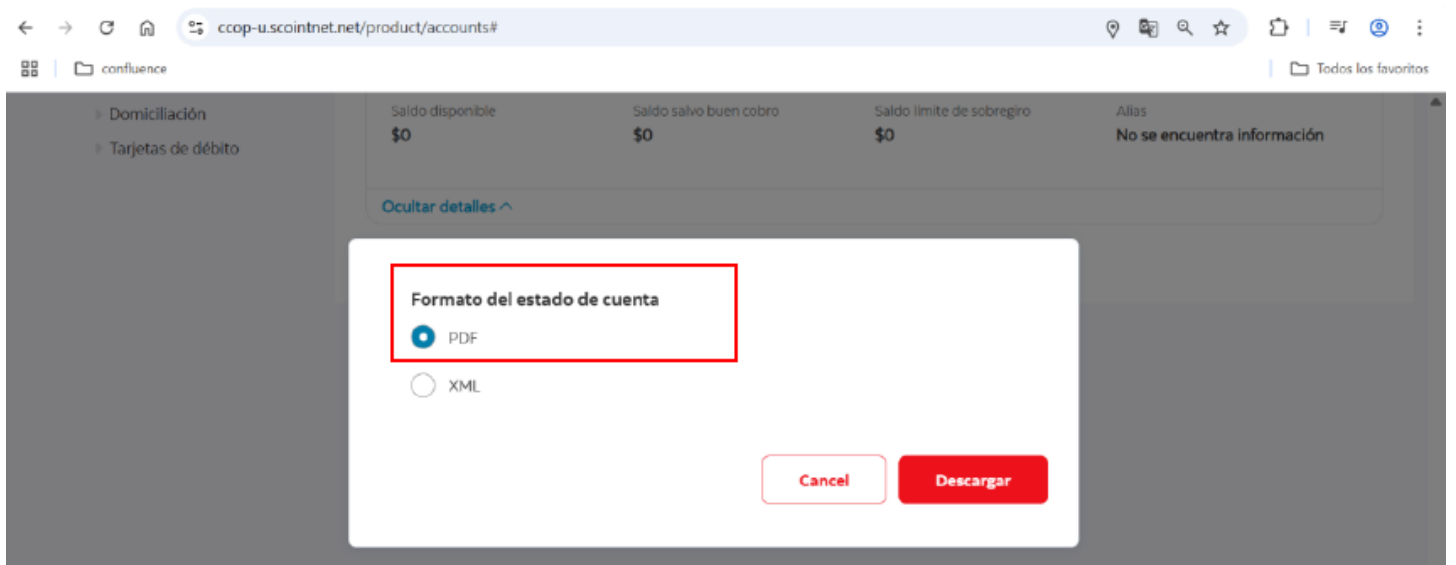 ccop-u.scointnet.net/product/accounts#
confluence
Todos los favoritos
Domiciliación
Tarjetas de débito
Saldo disponible Saldo salvo buen cobro Saldo límite de sobregiro Alias
$0 $0 $0 No se encuentra información
Ocultar detalles
Formato del estado de cuenta
PDF
XML
Cancel Descargar